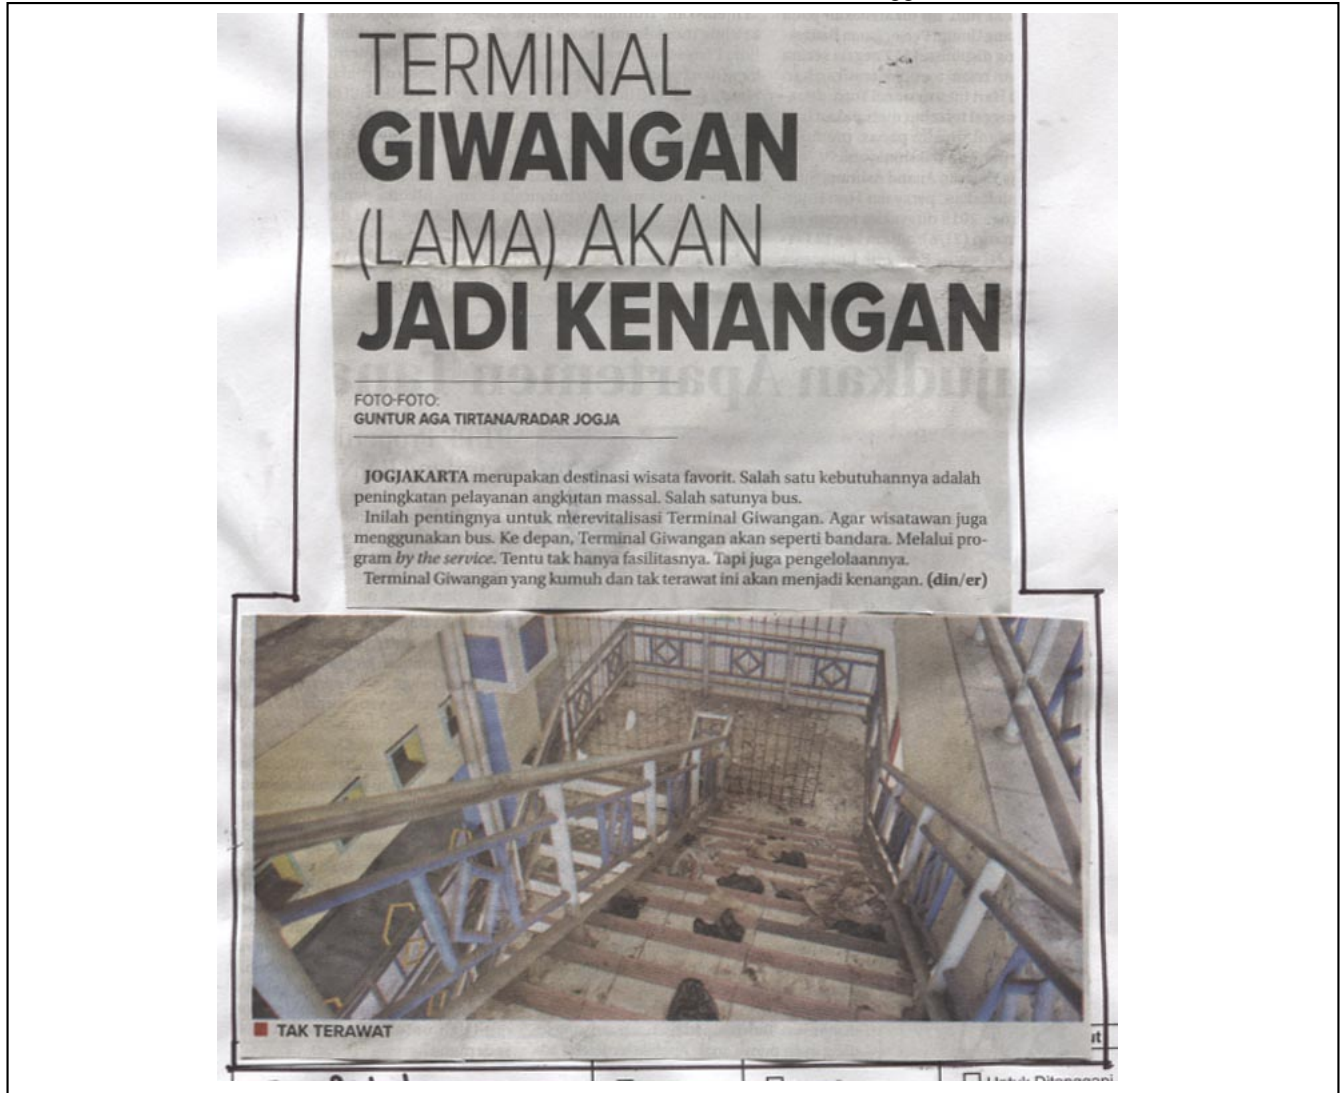 TERMINAL
GIWANGAN
(LAMA) AKAN
JADI KENANGAN
FOTO-FOTO:
GUNTUR AGA TIRTANA/RADAR JOGJA
JOGJAKARTA merupakan destinasi wisata favorit. Salah satu kebutuhannya adalah
peningkatan pelayanan angkutan massal. Salah satunya bus.
Inilah pentingnya untuk merevitalisasi Terminal Giwangan. Agar wisatawan juga
menggunakan bus. Ke depan, Terminal Giwangan akan seperti bandara. Melalui pro-
gram by the service. Tentu tak hanya fasilitasnya. Tapi juga pengelolaannya.
Terminal Giwangan yang kumuh dan tak terawat ini akan menjadi kenangan. (din/er)
TAK TERAWAT